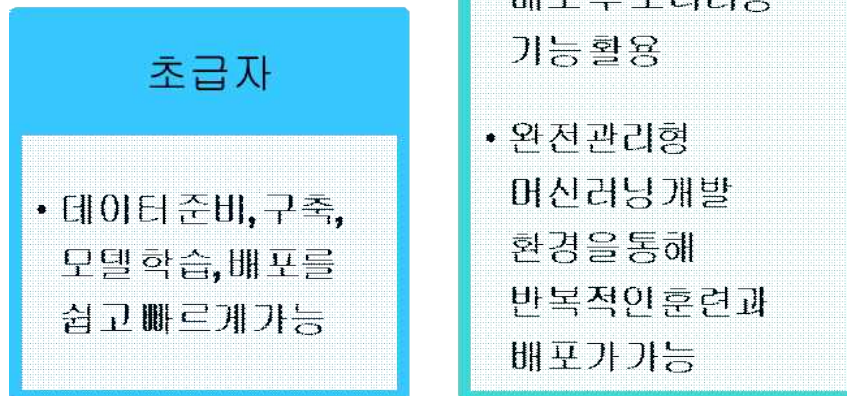 초급자
• 데이터 준비, 구축,
모델 학습, 배포를
쉽고 빠르게 가능
기능 활용
• 완전 관리형
머신러닝 개발
환경을 통해
반복적인 훈련과
배포가 가능